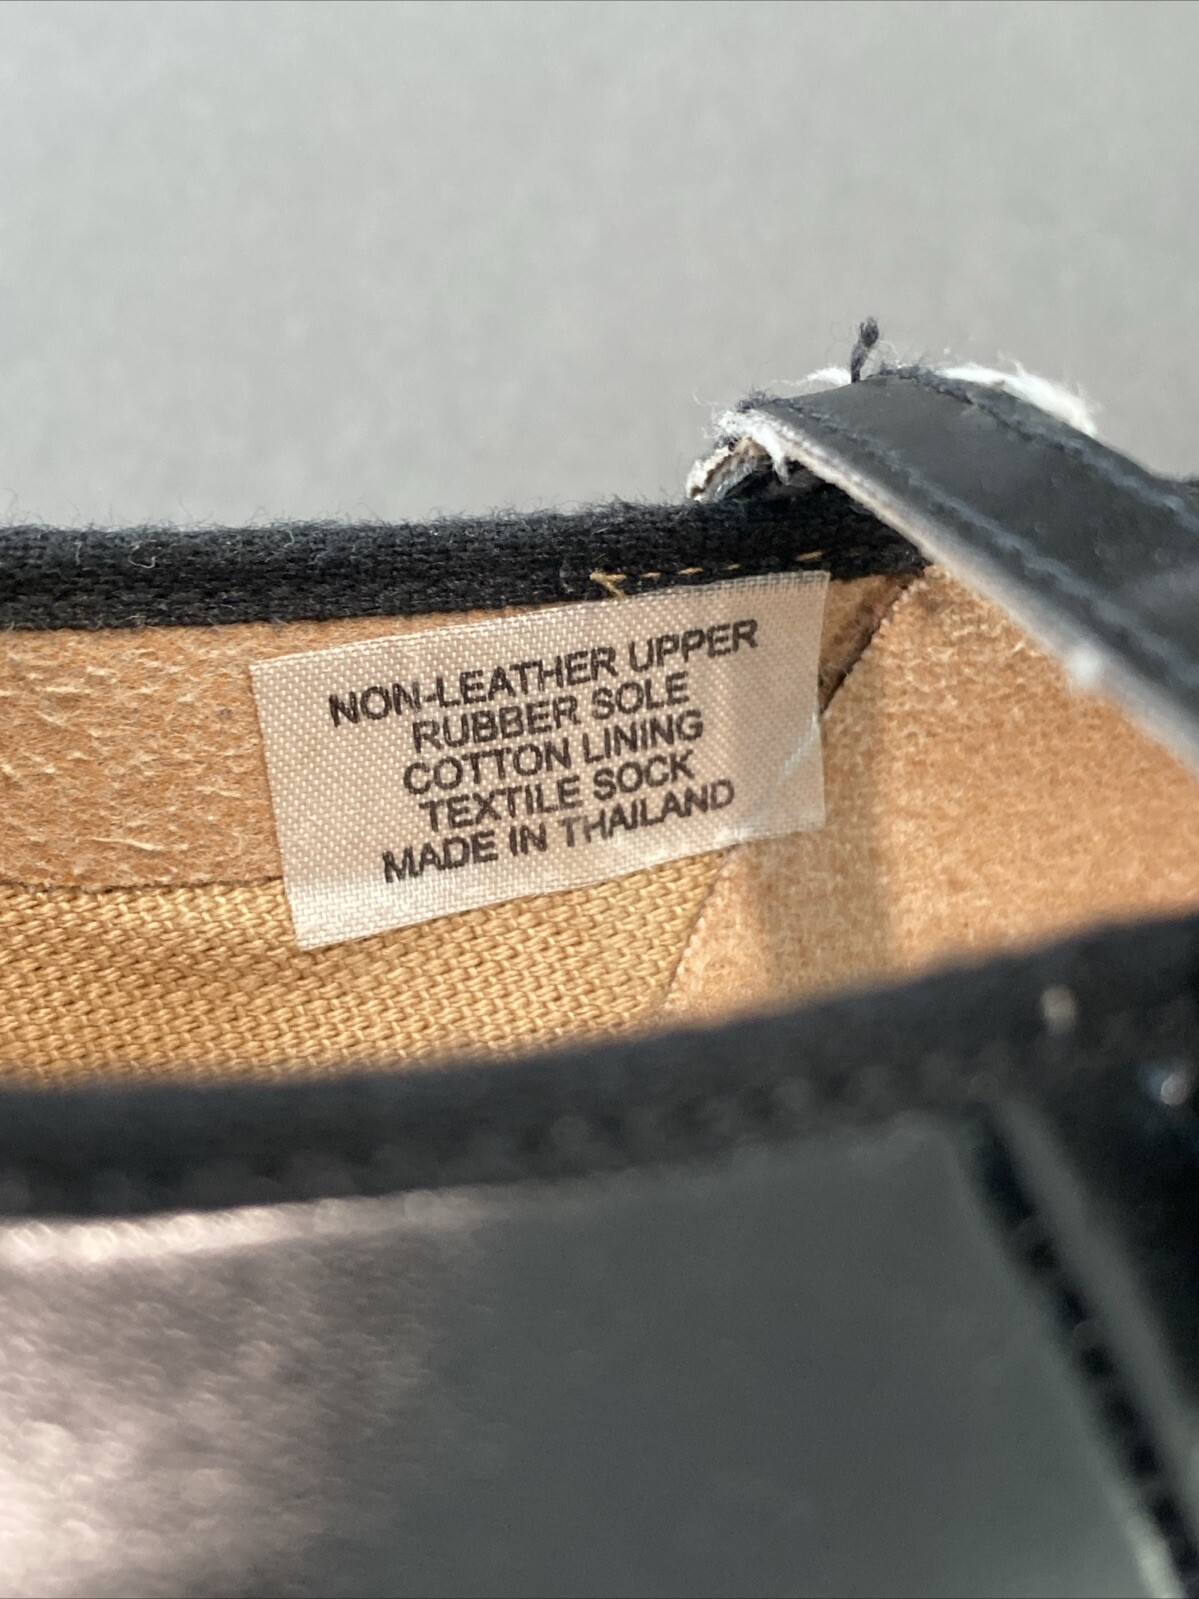 NON-LEATHER UPPER
RUBBER SOLE
COTTON LINING
TEXTILE SOCK
MADE IN THAILAND